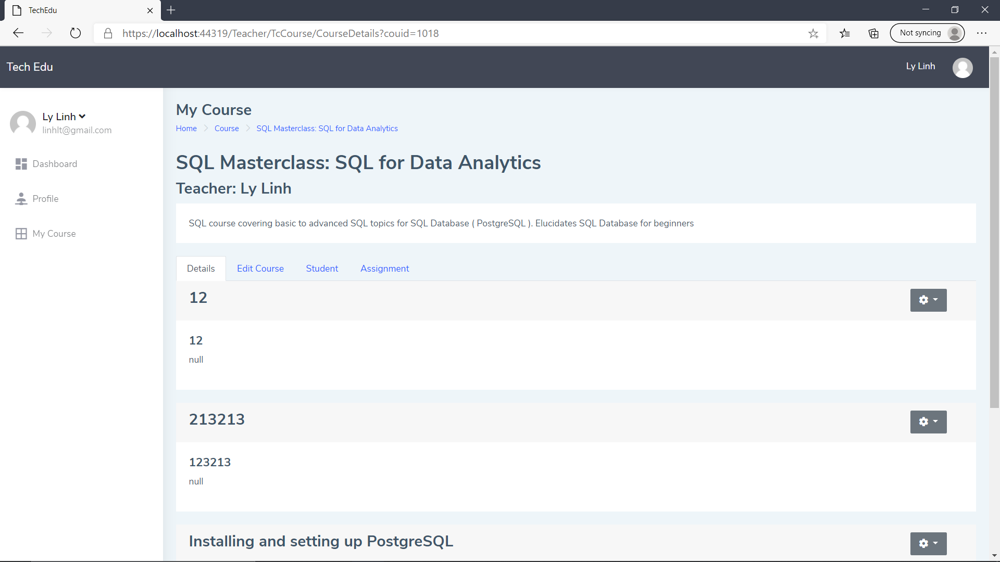 TechEdu
https://localhost:44319/Teacher/TcCourse/CourseDetails?couid=1018
Not syncing
Tech Edu
Ly Linh
Ly Linh
linhlt@gmail.com
Dashboard
Profile
My Course
My Course
Home Course SQL Masterclass: SQL for Data Analytics
SQL Masterclass: SQL for Data Analytics
Teacher: Ly Linh
SQL course covering basic to advanced SQL topics for SQL Database ( PostgreSQL ). Elucidates SQL Database for beginners
Details Edit Course Student Assignment
12
12
null
213213
123213
null
Installing and setting up PostgreSQL